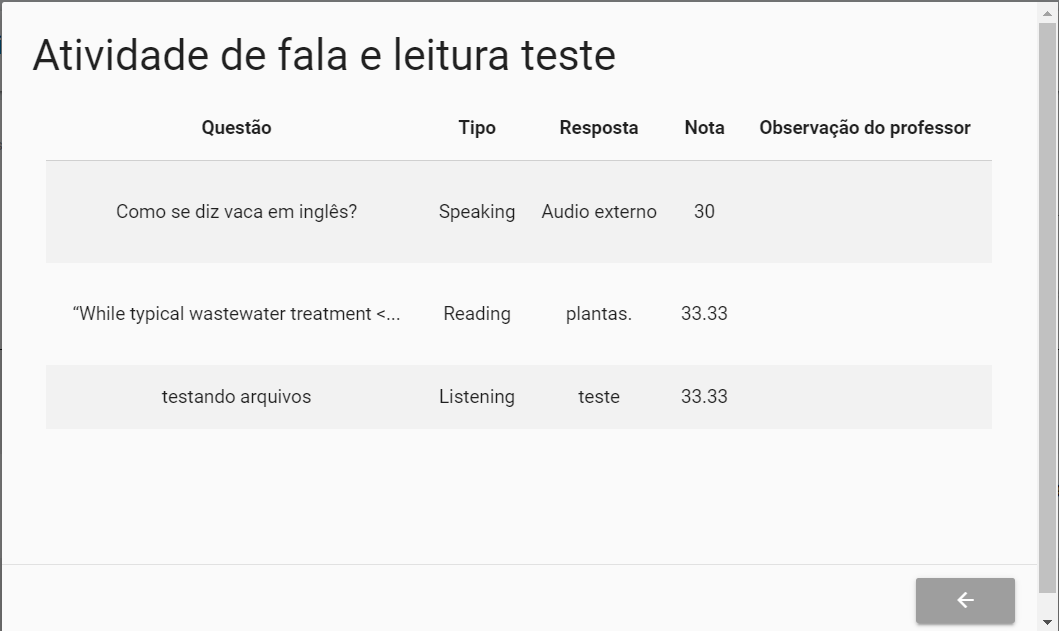 Atividade de fala e leitura teste
Questão Tipo Resposta Nota Observação do professor
Como se diz vaca em inglês? Speaking Audio externo 30
“While typical wastewater treatment <... Reading plantas. 33.33
testando arquivos Listening teste 33.33